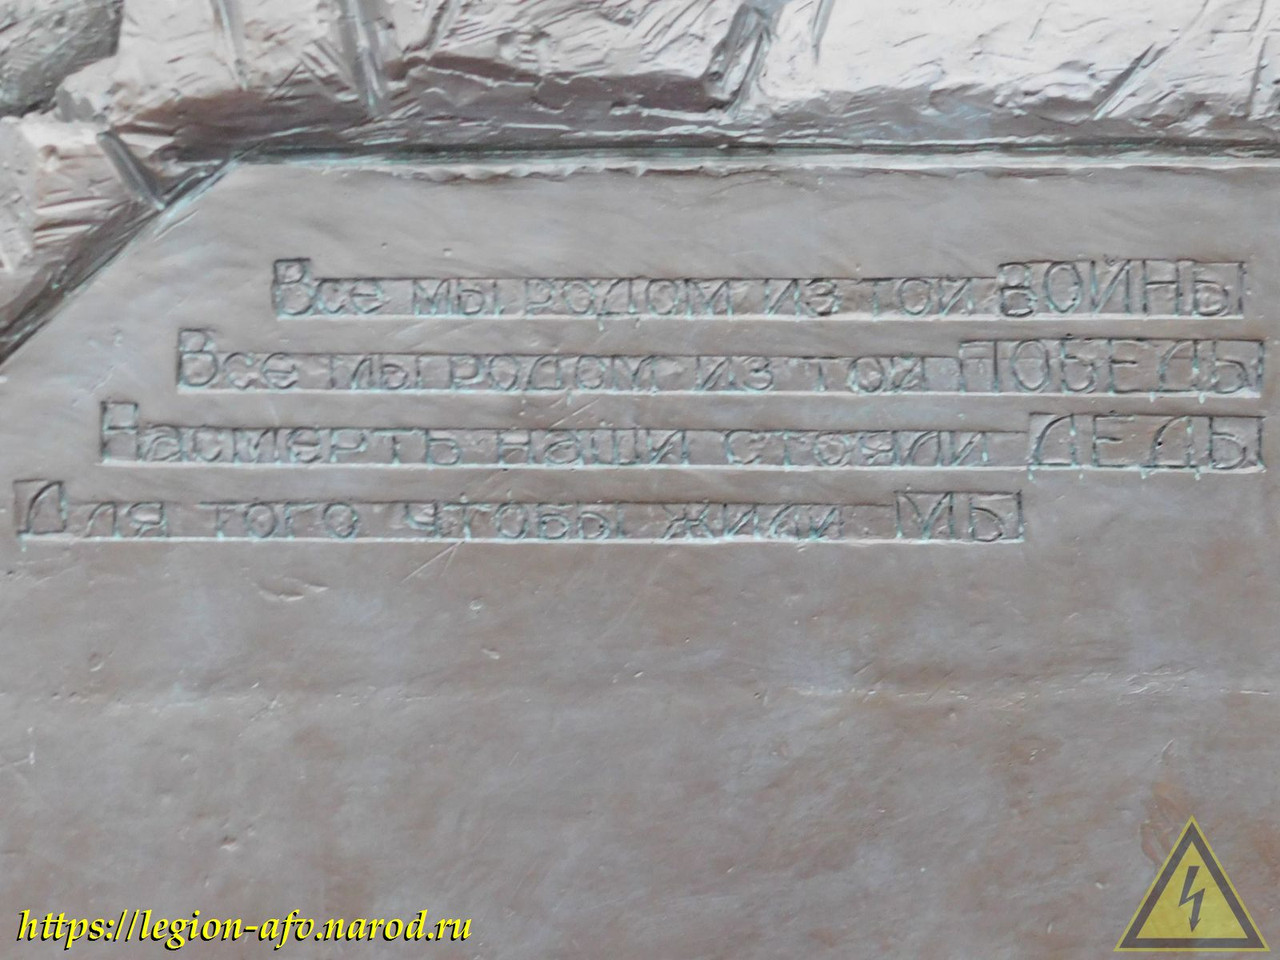 Все мы родом из той ВОЙНЫ
Все мы родом из той ПОБЕДЫ
Насмерть наши стояли ДЕДЫ
Для того чтобы жили МЫ
https://legion-afv.narod.ru